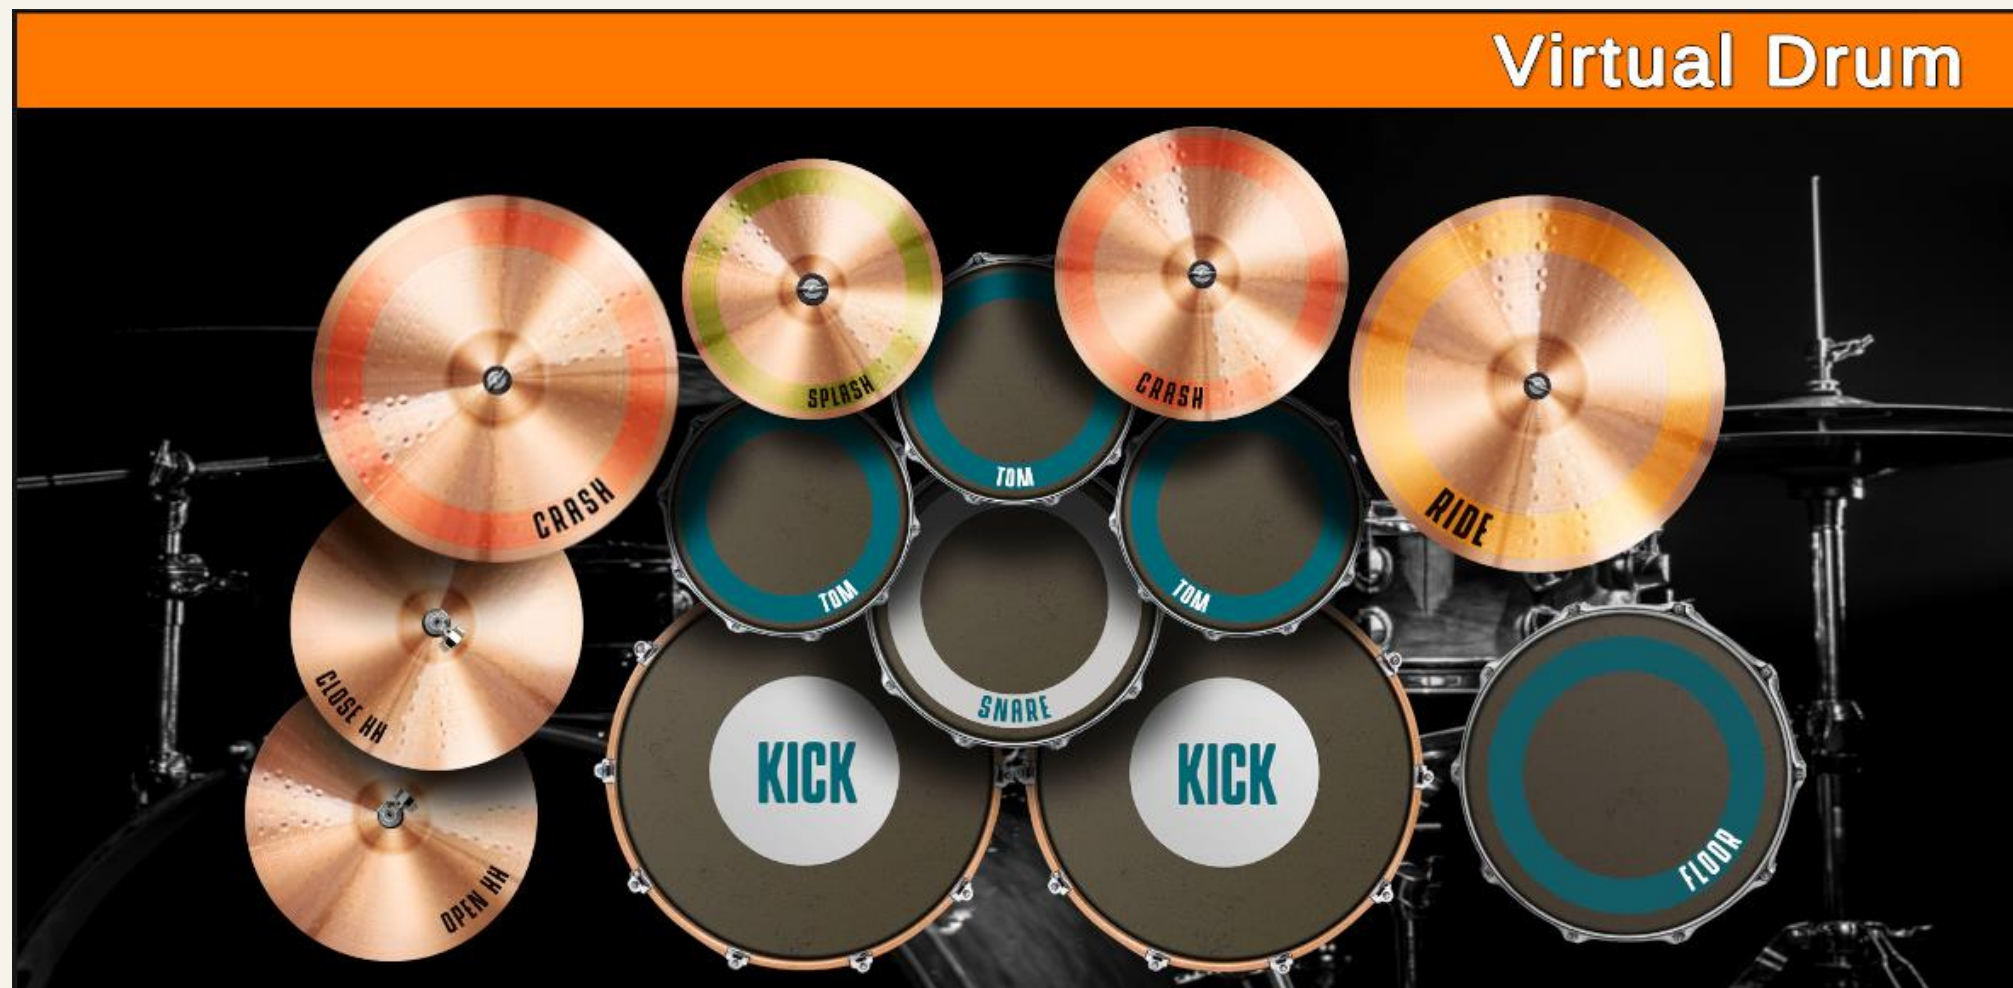 Virtual Drum
SPLASH
CRASH
CRASH
RIDE
TOM
TOM
TOM
CLOSE HH
SNARE
KICK
KICK
FLOOR
OPEN HH